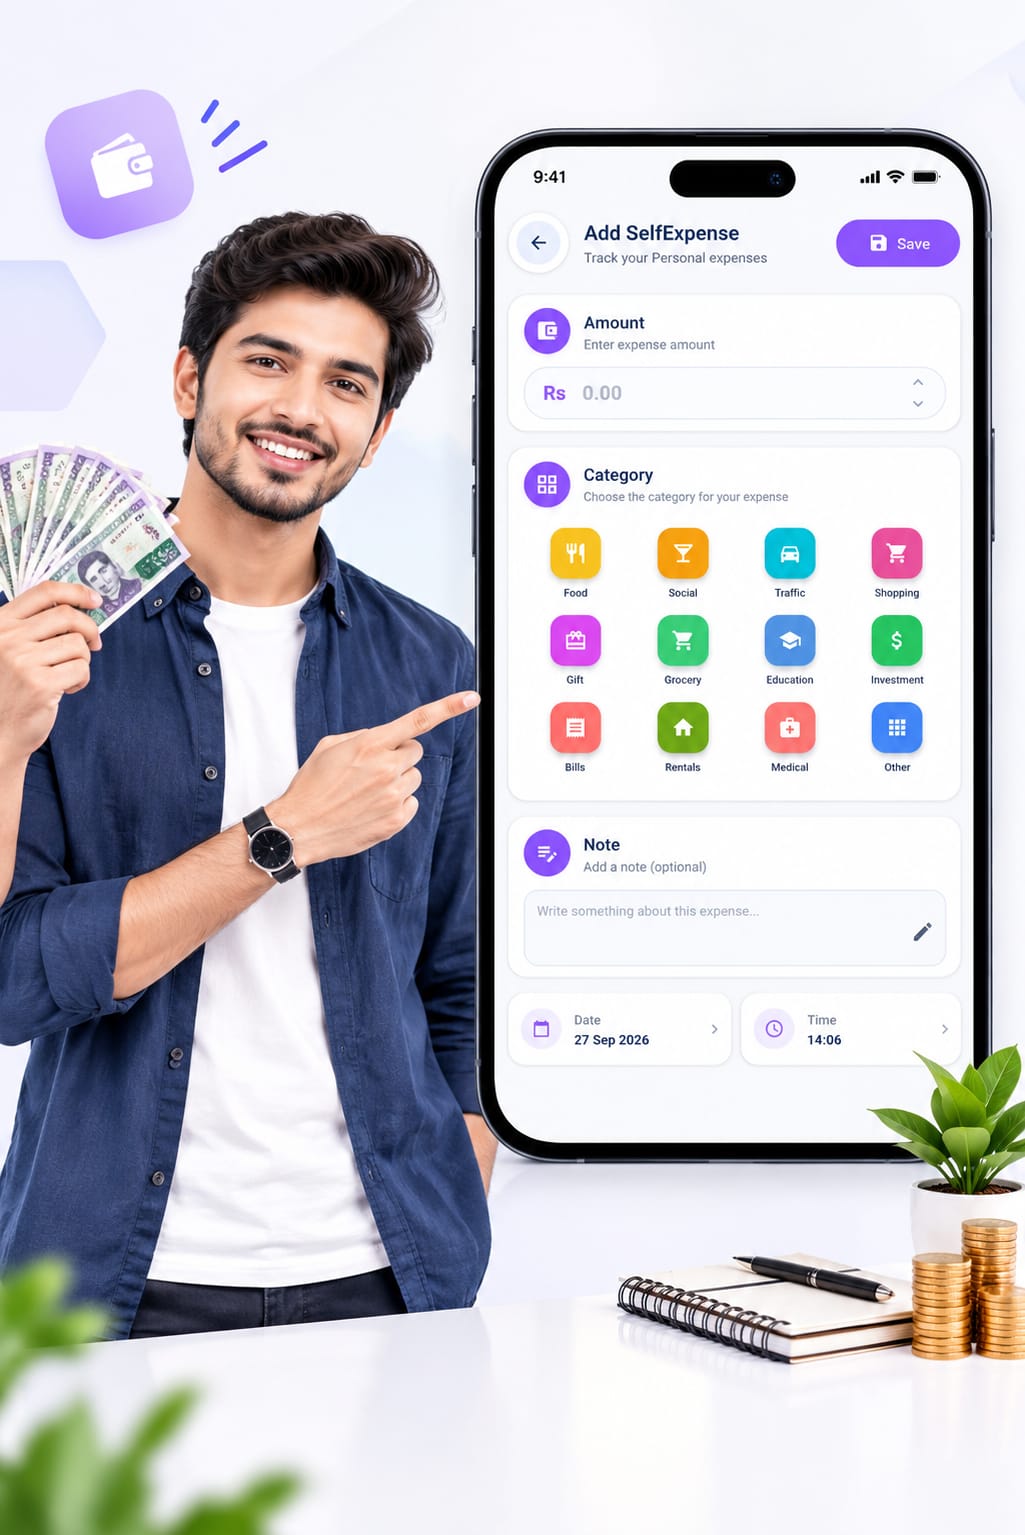 9:41
Add SelfExpense
Track your Personal expenses
Save
Amount
Enter expense amount
Rs 0.00
Category
Choose the category for your expense
Food
Social
Traffic
Shopping
Gift
Grocery
Education
Investment
Bills
Rentals
Medical
Other
Note
Add a note (optional)
Write something about this expense...
Date
27 Sep 2026
Time
14:06